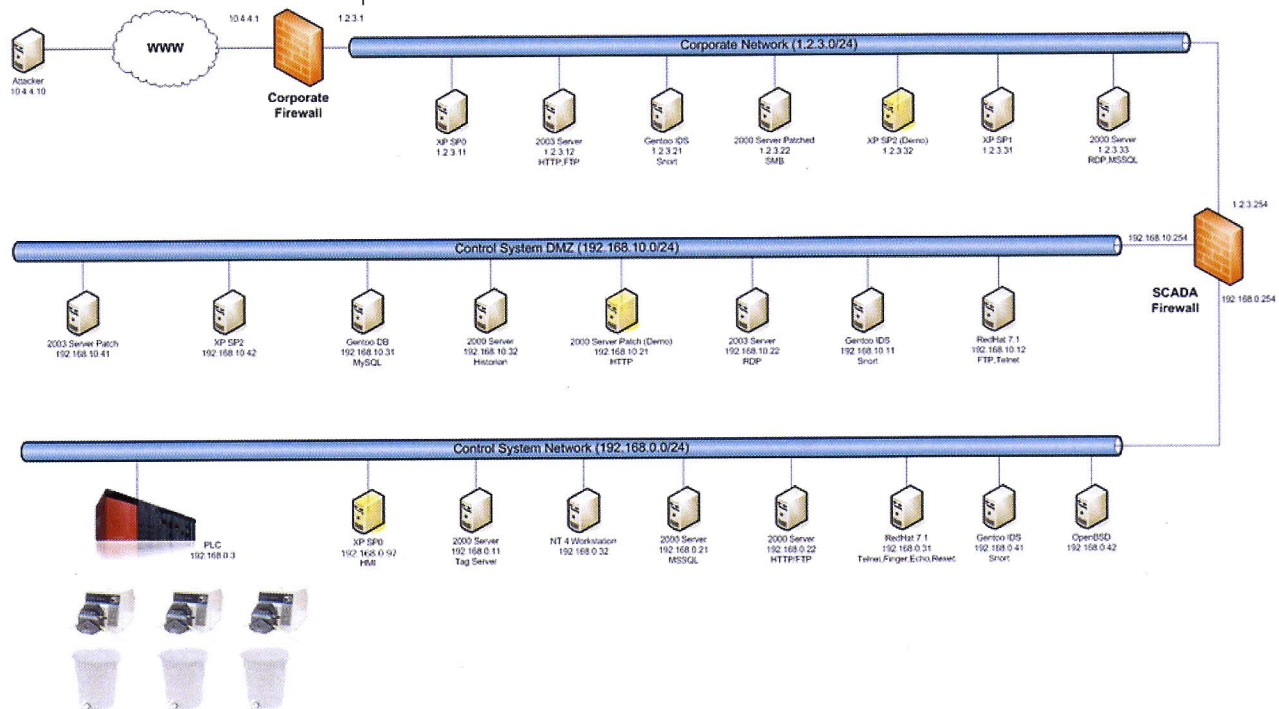 10.4.4.1
1.2.3.1
WWW
Attacker
10.4.4.10
Corporate
Firewall
Corporate Network (1.2.3.0/24)
XP SP0
1.2.3.11
2003 Server
1.2.3.12
HTTP,FTP
Gentoo IDS
1.2.3.21
Snort
2000 Server Patched
1.2.3.22
SMB
XP SP2 (Demo)
1.2.3.32
XP SP1
1.2.3.31
2000 Server
1.2.3.33
RDP,MSSQL
1.2.3.254
192.168.10.254
192.168.0.254
SCADA
Firewall
Control System DMZ (192.168.10.0/24)
2003 Server Patch
192.168.10.41
XP SP2
192.168.10.42
Gentoo DB
192.168.10.31
MySQL
2000 Server
192.168.10.32
Historian
2000 Server Patch (Demo)
192.168.10.21
HTTP
2003 Server
192.168.10.22
RDP
Gentoo IDS
192.168.10.11
Snort
RedHat 7.1
192.168.10.12
FTP,Telnet
Control System Network (192.168.0.0/24)
PLC
192.168.0.3
XP SP0
192.168.0.97
HMI
2000 Server
192.168.0.11
Tag Server
NT 4 Workstation
192.168.0.32
2000 Server
192.168.0.21
MSSQL
2000 Server
192.168.0.22
HTTP/FTP
RedHat 7.1
192.168.0.31
Telnet,Finger,Echo,Rexec
Gentoo IDS
192.168.0.41
Snort
OpenBSD
192.168.0.42